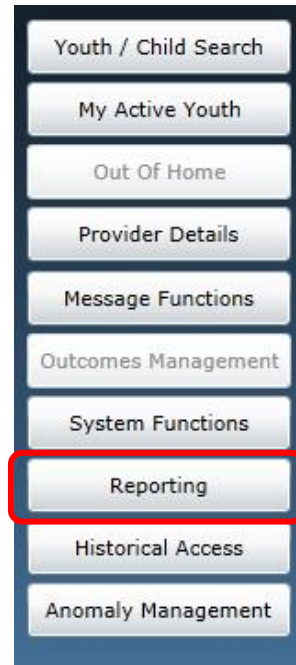 Youth / Child Search
My Active Youth
Out Of Home
Provider Details
Message Functions
Outcomes Management
System Functions
Reporting
Historical Access
Anomaly Management